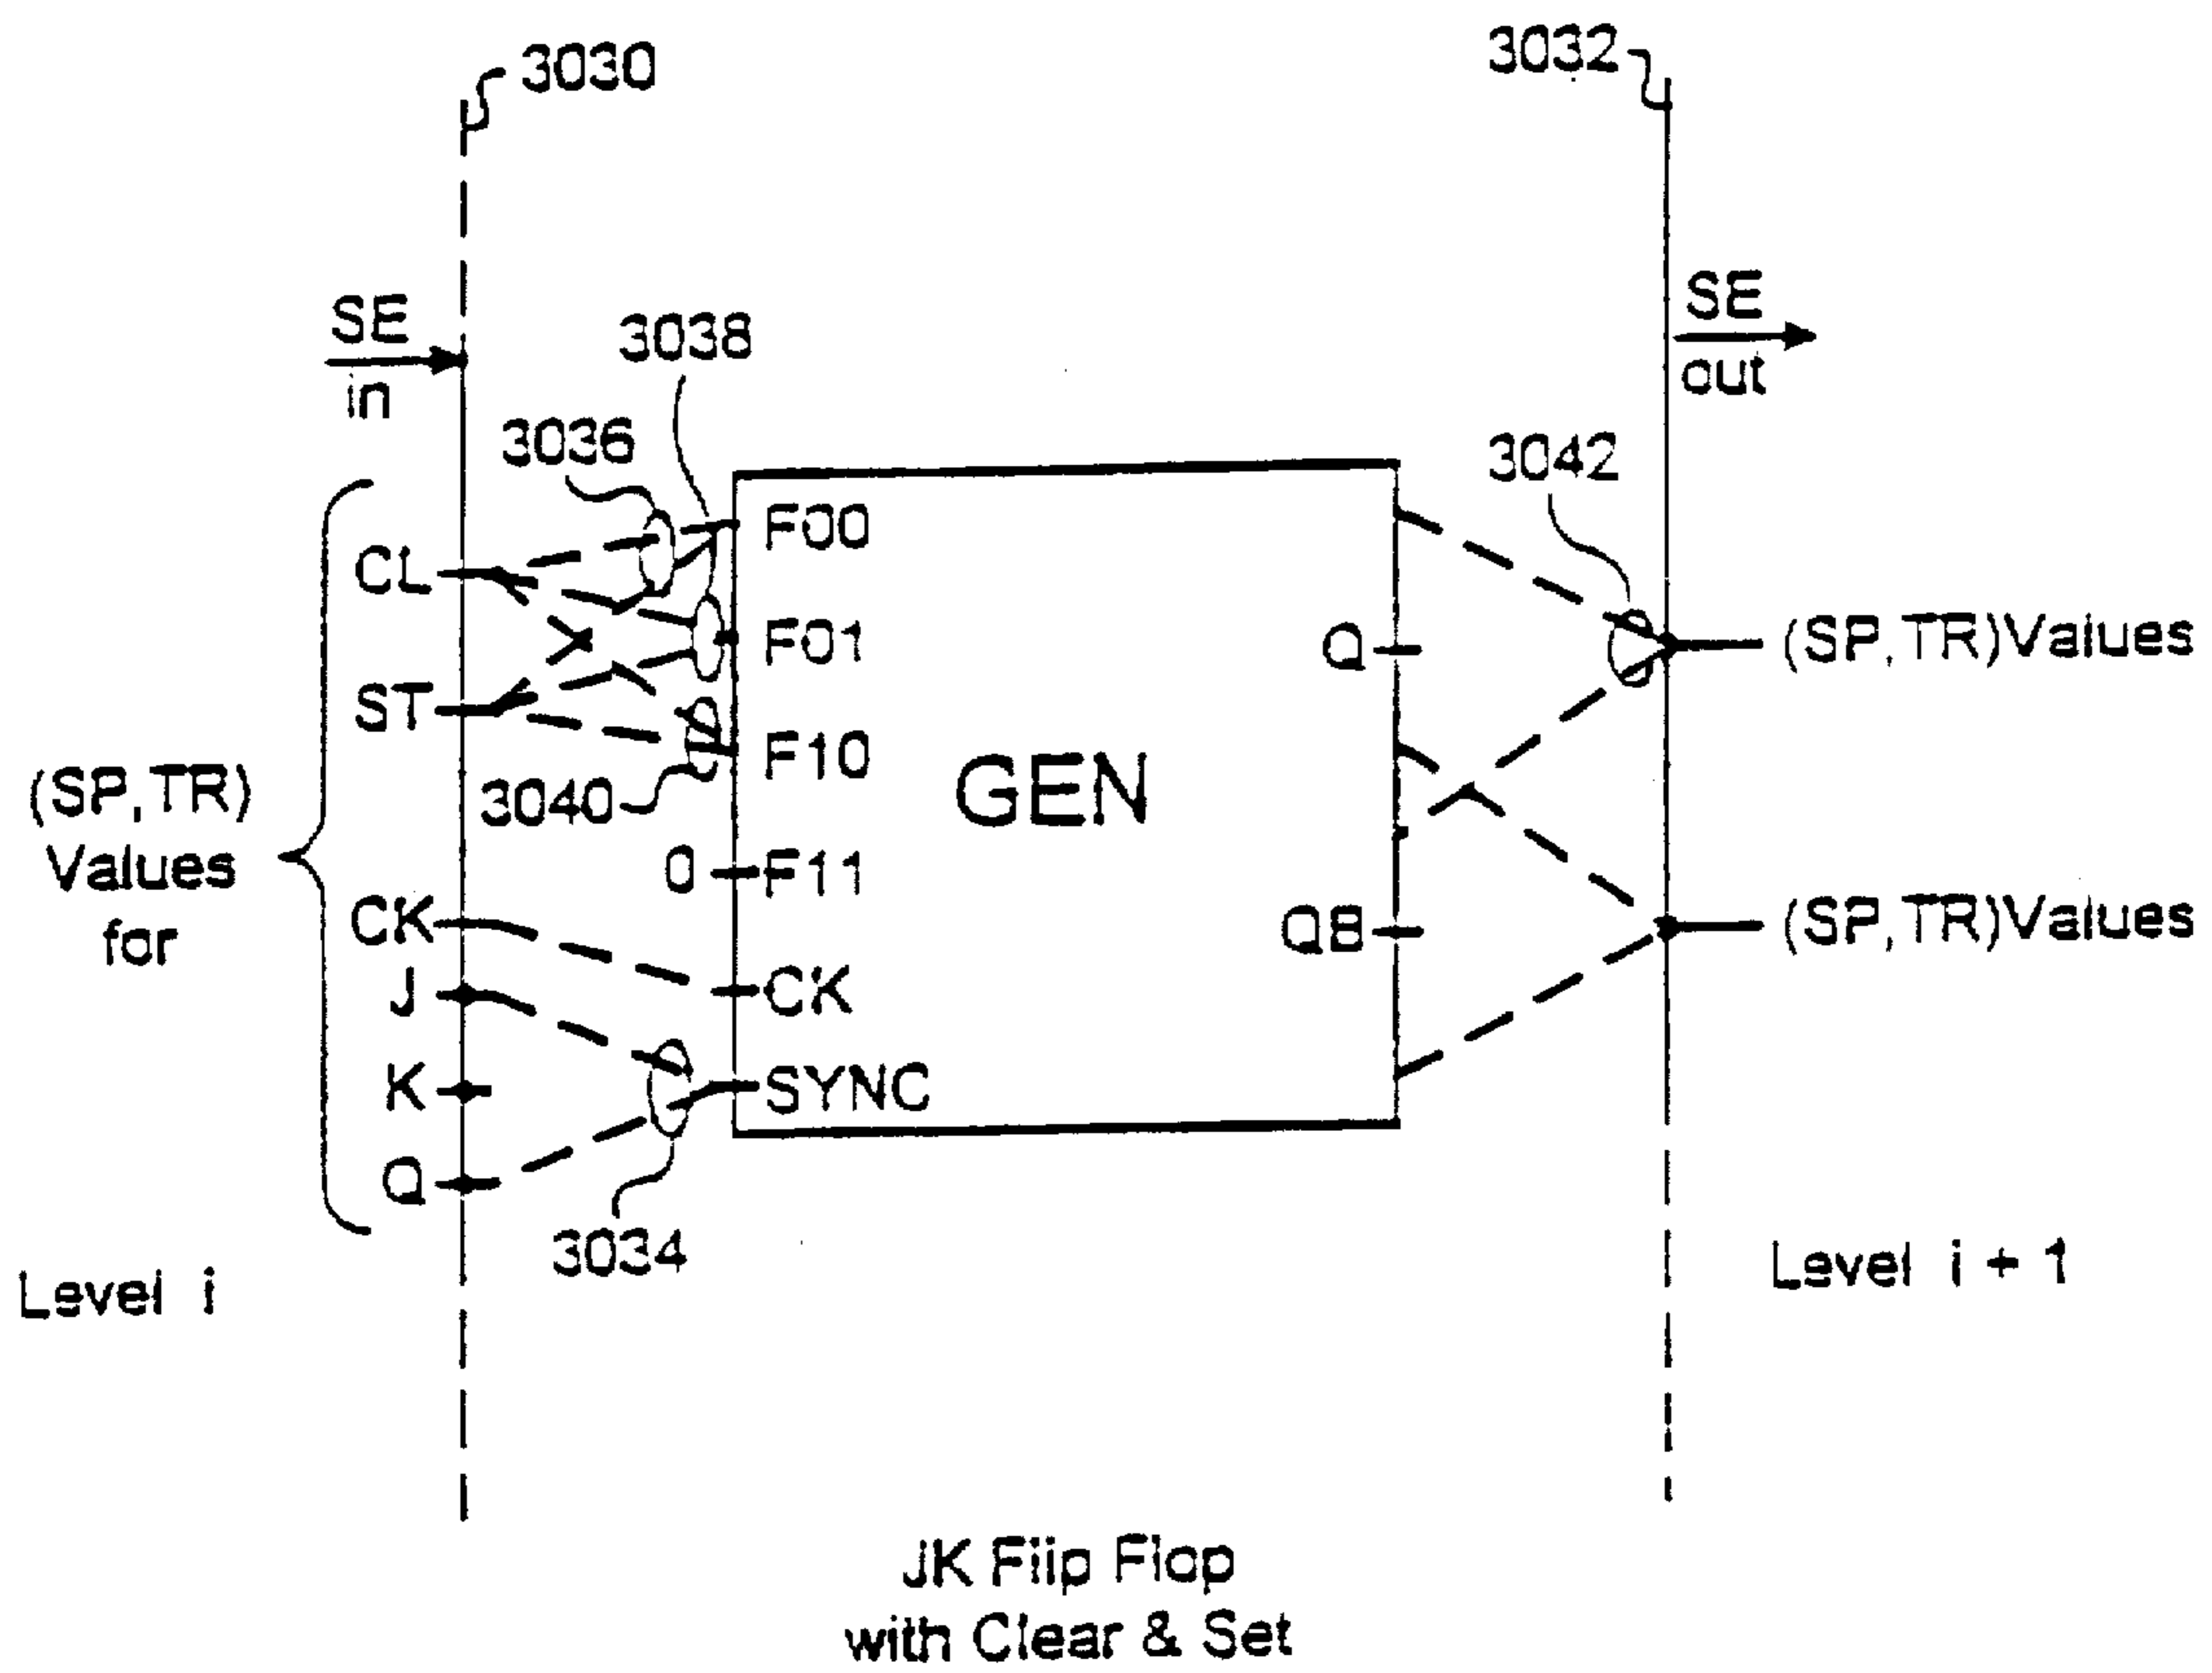 3030
3032
SE
in
SE
out
3038
3036
3042
F00
CL
F01
Q
(SP,TR)Values
ST
F10
GEN
(SP,TR)
Values
for
3040
0
F11
CK
QB
(SP,TR)Values
J
CK
K
SYNC
Q
3034
Level i
Level i + 1
JK Flip Flop
with Clear & Set